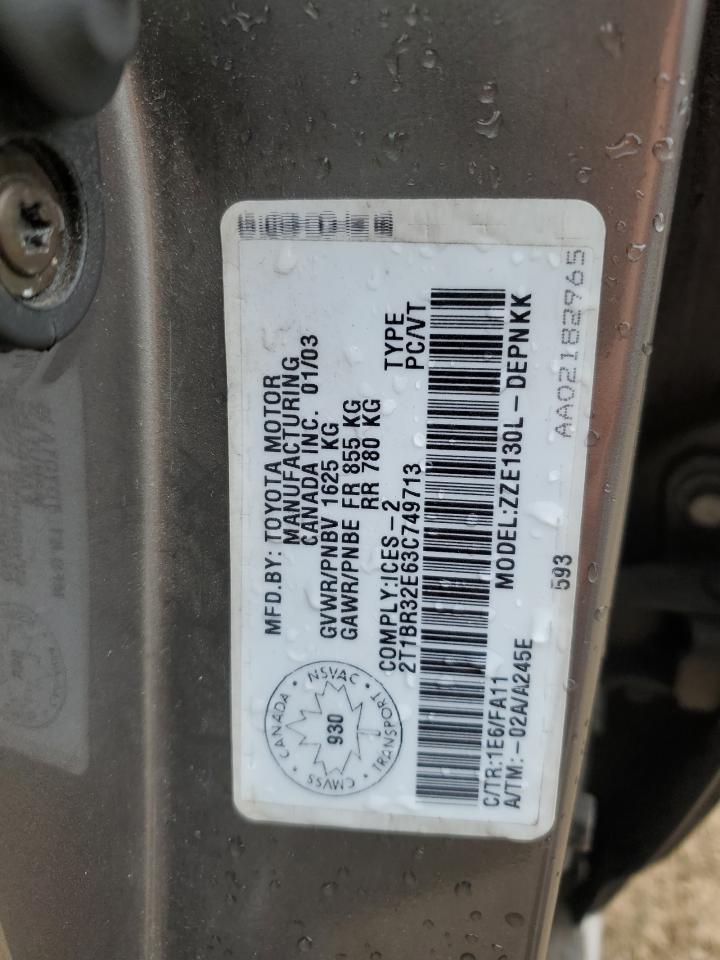 MFD.BY: TOYOTA MOTOR
MANUFACTURING
CANADA INC. 01/03
GVWR/PNBV 1625 KG
GAWR/PNBE FR 855 KG
RR 780 KG
COMPLY:ICES-2
TYPE
PC/VT
2T1BR32E63C749713
MODEL:ZZE130L-DEPNKK
C/TR:1E6/FA11
A/TM:-02A/A245E
593
AA02182965
CANADA • NSVAC • TRANSPORT • CMVSS •
930